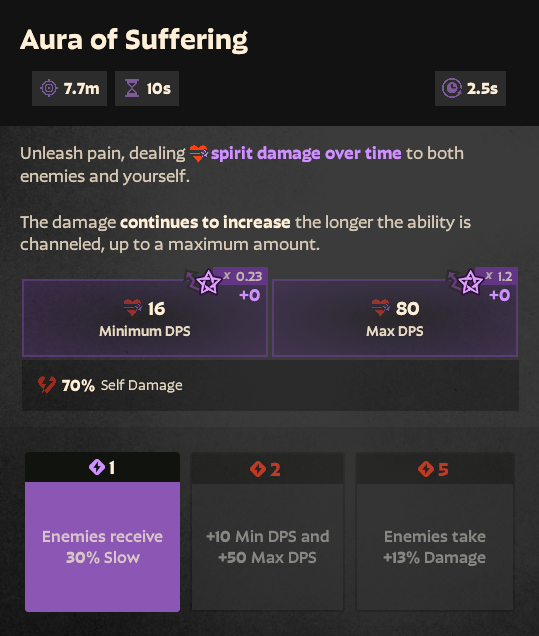 Aura of Suffering
7.7m 10s 2.5s
Unleash pain, dealing spirit damage over time to both
enemies and yourself.
The damage continues to increase the longer the ability is
channeled, up to a maximum amount.
x 0.23 x 1.2
+0 +0
16 80
Minimum DPS Max DPS
70% Self Damage
1 2 5
Enemies receive +10 Min DPS and Enemies take
30% Slow +50 Max DPS +13% Damage